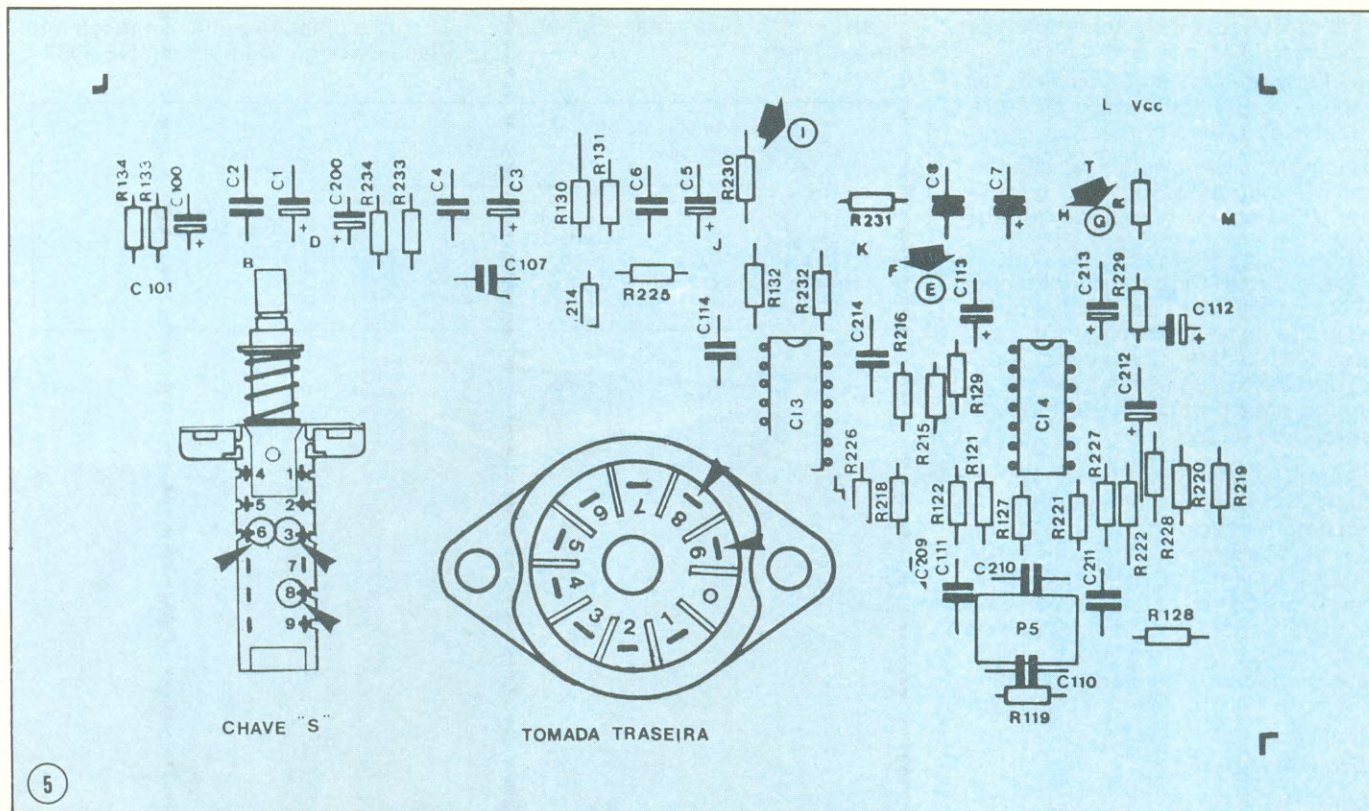 L Vcc
R134
R133
C100
C2
C1
C200
R234
R233
C4
C3
R130
R131
C6
C5
R230
I
R231
C8
C7
T
H
G
R
M
C 101
B
D
C107
214
R225
J
R132
R232
K
F
E
C113
C213
R229
C112
C114
C214
R216
R129
C212
CI3
CI4
R215
R226
R218
R122
R121
R127
R221
R227
R222
R228
R220
R219
C209
C111
C210
C211
P5
R128
C110
R119
4 1
5 2
6 3
7
8
9
1
2
3
4
5
6
7
8
9
CHAVE "S"
TOMADA TRASEIRA
5